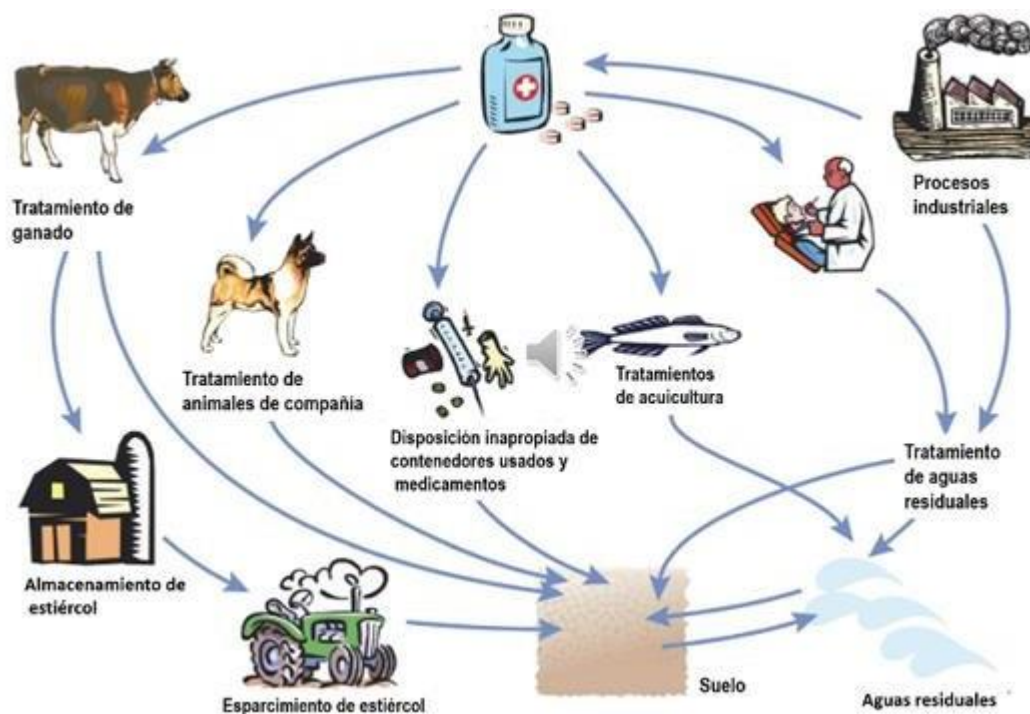 Tratamiento de
ganado
Procesos
industriales
Tratamiento de
animales de compañía
Disposición inapropiada de
contenedores usados y
medicamentos
Tratamientos
de acuicultura
Tratamiento
de aguas
residuales
Almacenamiento de
estiércol
Esparcimiento de estiércol
Suelo
Aguas residuales